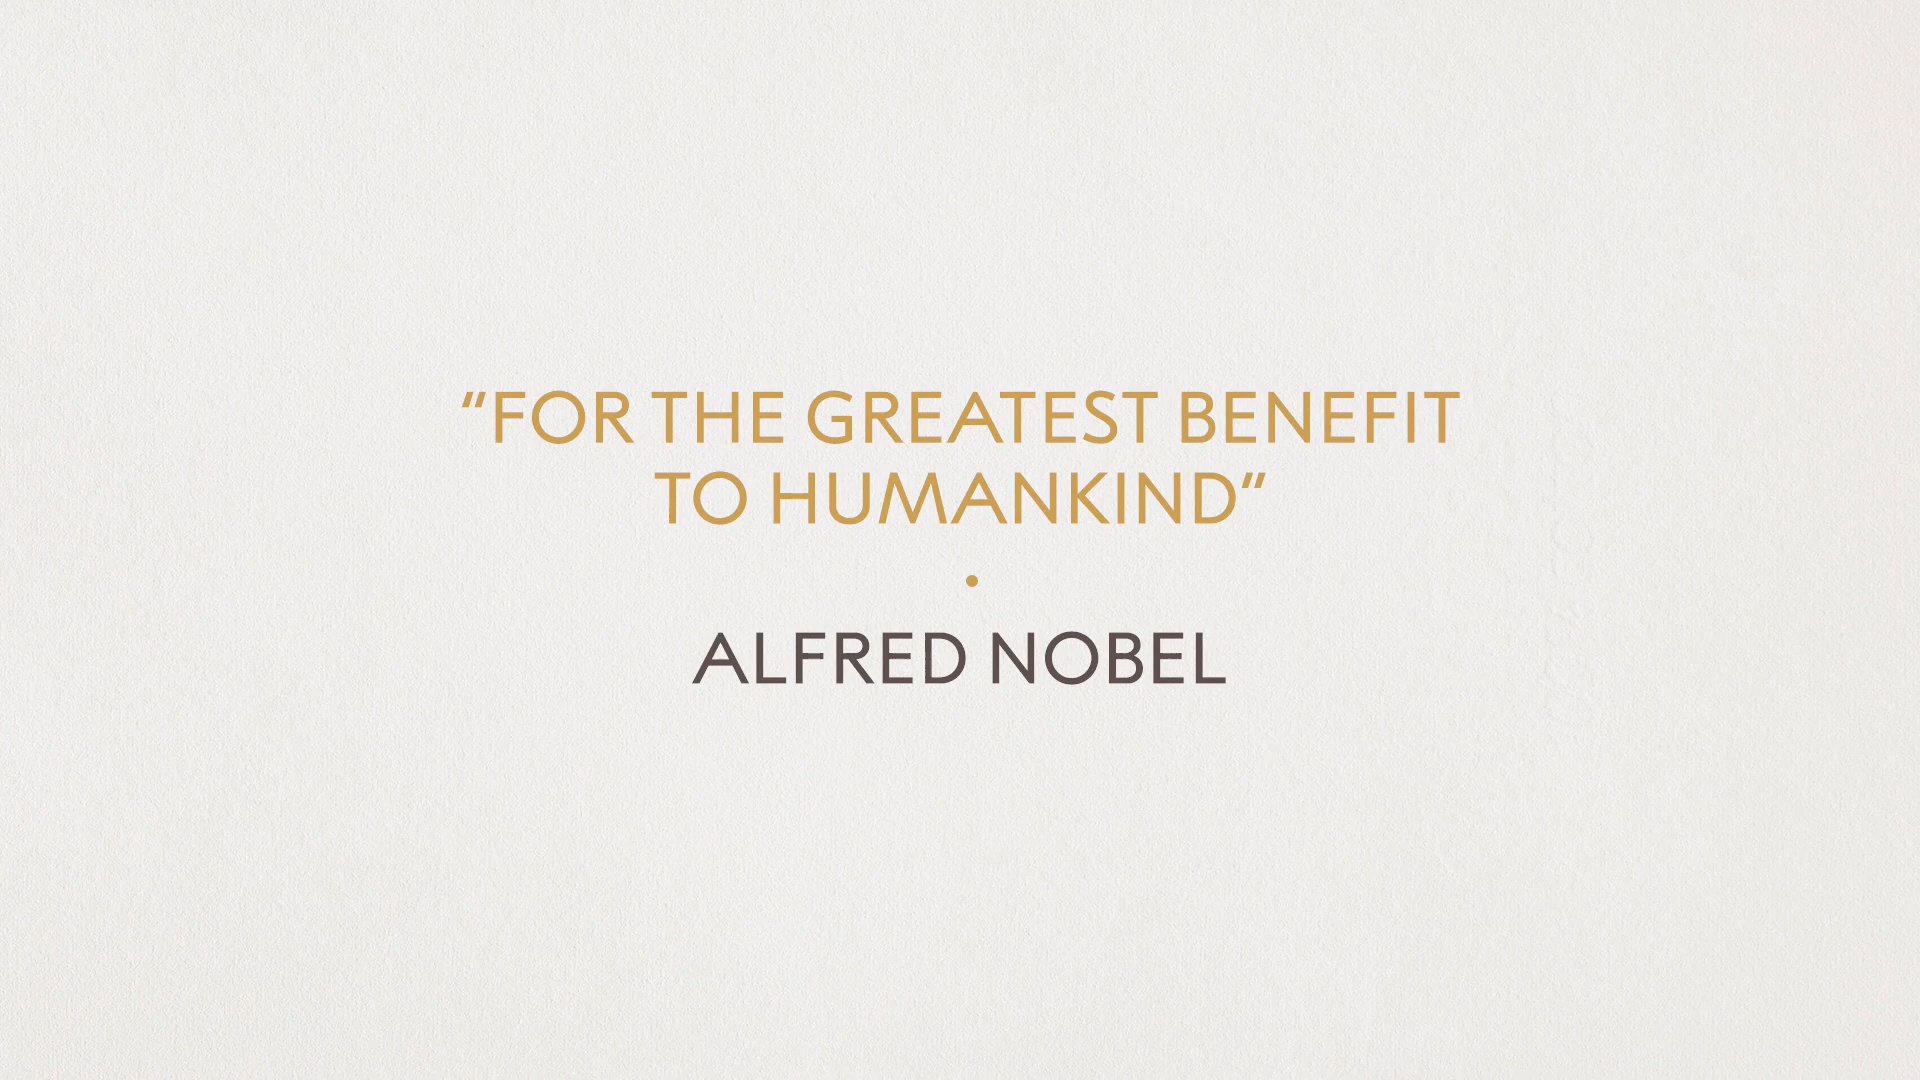 “FOR THE GREATEST BENEFIT
TO HUMANKIND”
•
ALFRED NOBEL